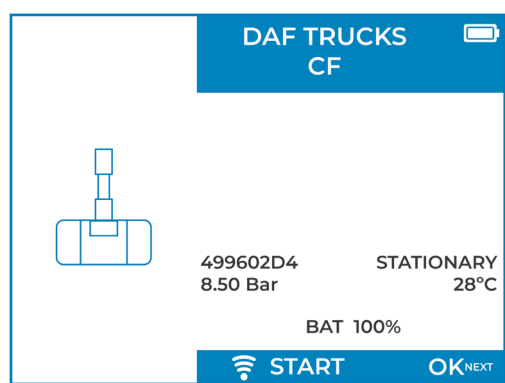 DAF TRUCKS
CF
499602D4 STATIONARY
8.50 Bar 28°C
BAT 100%
START OK NEXT